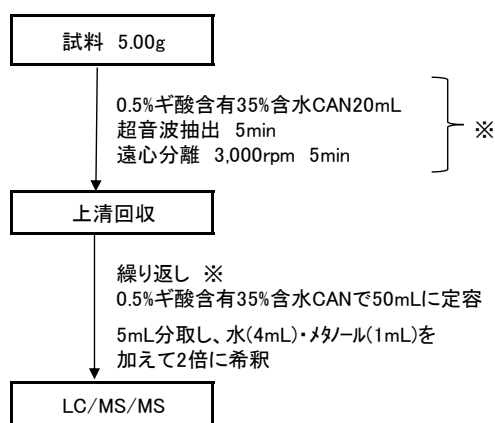 試料 5.00g
0.5%ギ酸含有35%含水CAN20mL
超音波抽出 5min
遠心分離 3,000rpm 5min
※
上清回収
繰り返し ※
0.5%ギ酸含有35%含水CANで50mLに定容
5mL分取し、水(4mL)・メタノール(1mL)を
加えて2倍に希釈
LC/MS/MS